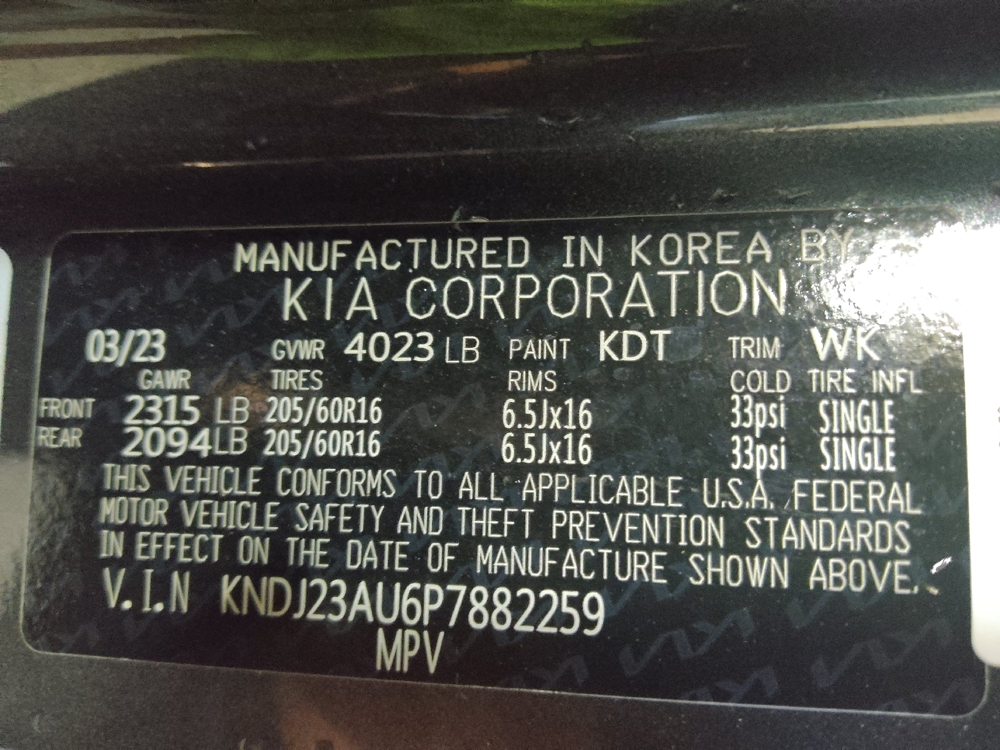 MANUFACTURED IN KOREA BY
KIA CORPORATION
03/23 GVWR 4023 LB PAINT KDT TRIM WK
GAWR TIRES RIMS COLD TIRE INFL
FRONT 2315 LB 205/60R16 6.5Jx16 33psi SINGLE
REAR 2094 LB 205/60R16 6.5Jx16 33psi SINGLE
THIS VEHICLE CONFORMS TO ALL APPLICABLE U.S.A. FEDERAL
MOTOR VEHICLE SAFETY AND THEFT PREVENTION STANDARDS
IN EFFECT ON THE DATE OF MANUFACTURE SHOWN ABOVE.
V.I.N KNDJ23AU6P7882259
MPV